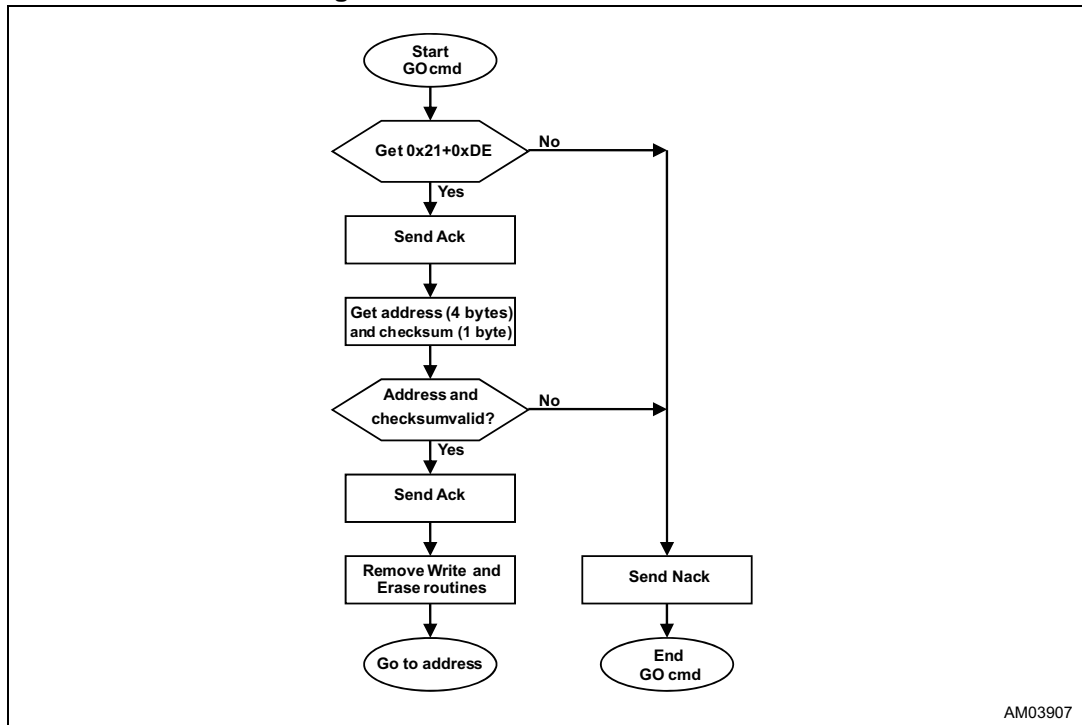 Start
GO cmd
Get 0x21+0xDE
No
Yes
Send Ack
Get address (4 bytes)
and checksum (1 byte)
Address and
checksumvalid?
No
Yes
Send Ack
Remove Write and
Erase routines
Send Nack
Go to address
End
GO cmd
AM03907